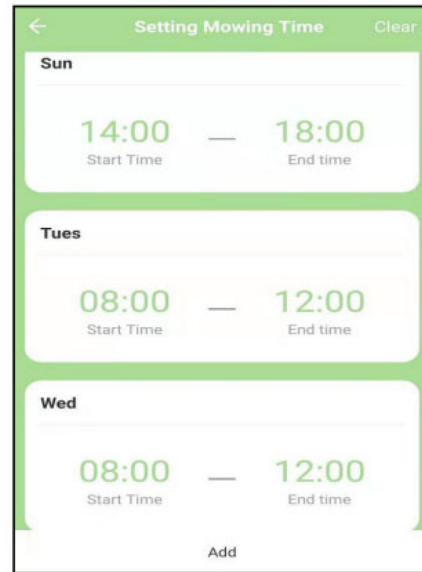 Setting Mowing Time Clear
Sun
14:00 — 18:00
Start Time End time
Tues
08:00 — 12:00
Start Time End time
Wed
08:00 — 12:00
Start Time End time
Add